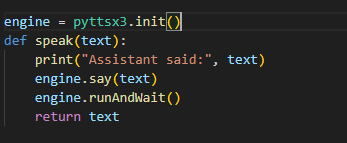 engine = pyttsx3.init()
def speak(text):
    print("Assistant said:", text)
    engine.say(text)
    engine.runAndWait()
    return text